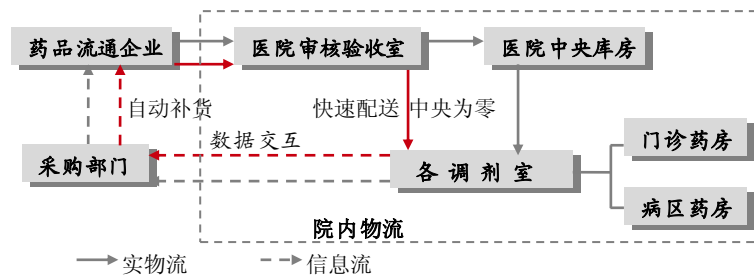 药品流通企业
医院审核验收室
医院中央库房
自动补货
快速配送 中央为零
数据交互
门诊药房
采购部门
各调剂室
病区药房
院内物流
实物流
信息流